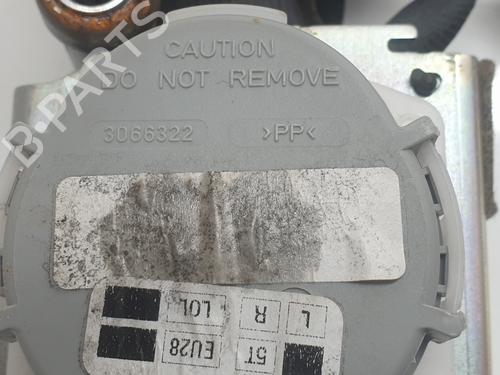 CAUTION
DO NOT REMOVE
3066322 >PP<
B-PARTS
L R LOL
5T EU28